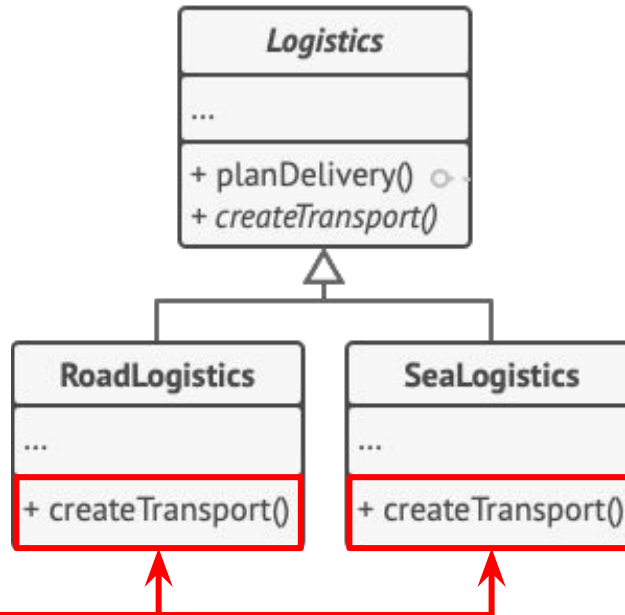 Logistics
...
+ planDelivery()
+ createTransport()
RoadLogistics
...
+ createTransport()
SeaLogistics
...
+ createTransport()